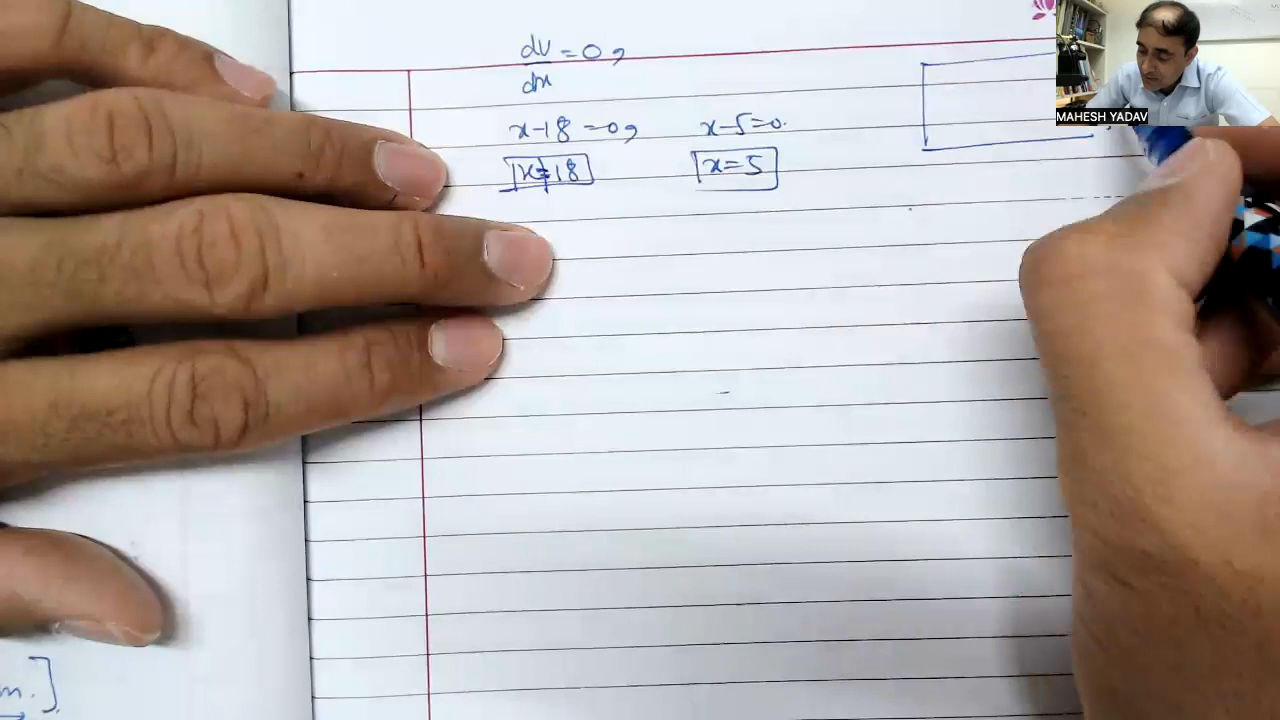 dv/dx = 0,
x-18=0, x-5=0.
x≠18 x=5
m.]
MAHESH YADAV